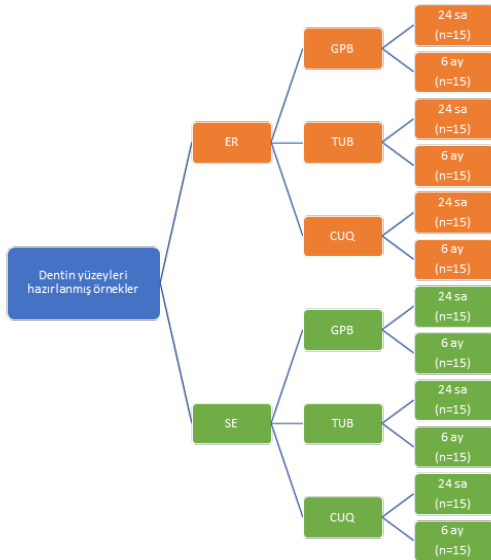 24 sa
(n=15)
GPB
6 ay
(n=15)
24 sa
(n=15)
ER
TUB
6 ay
(n=15)
24 sa
(n=15)
CUQ
6 ay
(n=15)
Dentin yüzeyleri
hazırlanmış örnekler
24 sa
(n=15)
GPB
6 ay
(n=15)
24 sa
(n=15)
SE
TUB
6 ay
(n=15)
24 sa
(n=15)
CUQ
6 ay
(n=15)